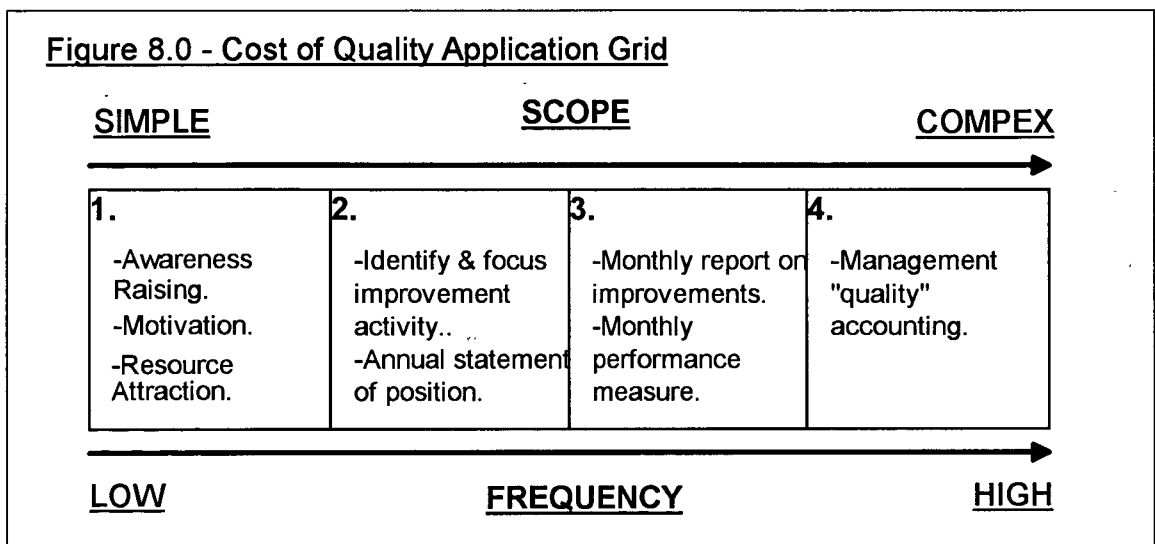 Figure 8.0 - Cost of Quality Application Grid
SIMPLE SCOPE COMPEX
1.
-Awareness
Raising.
-Motivation.
-Resource
Attraction.
2.
-Identify & focus
improvement
activity..
-Annual statement
of position.
3.
-Monthly report on
improvements.
-Monthly
performance
measure.
4.
-Management
"quality"
accounting.
LOW FREQUENCY HIGH